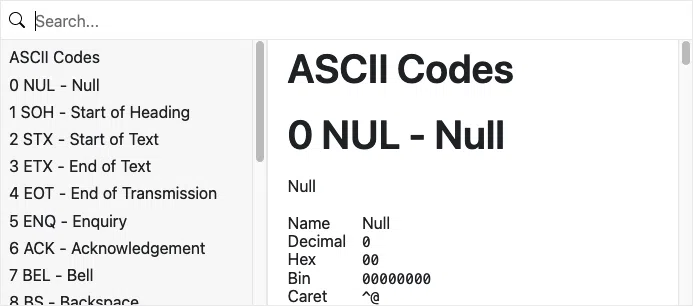 Search...
ASCII Codes
0 NUL - Null
1 SOH - Start of Heading
2 STX - Start of Text
3 ETX - End of Text
4 EOT - End of Transmission
5 ENQ - Enquiry
6 ACK - Acknowledgement
7 BEL - Bell
8 BS - Backspace
ASCII Codes
0 NUL - Null
Null
Name Null
Decimal 0
Hex 00
Bin 00000000
Caret ^@